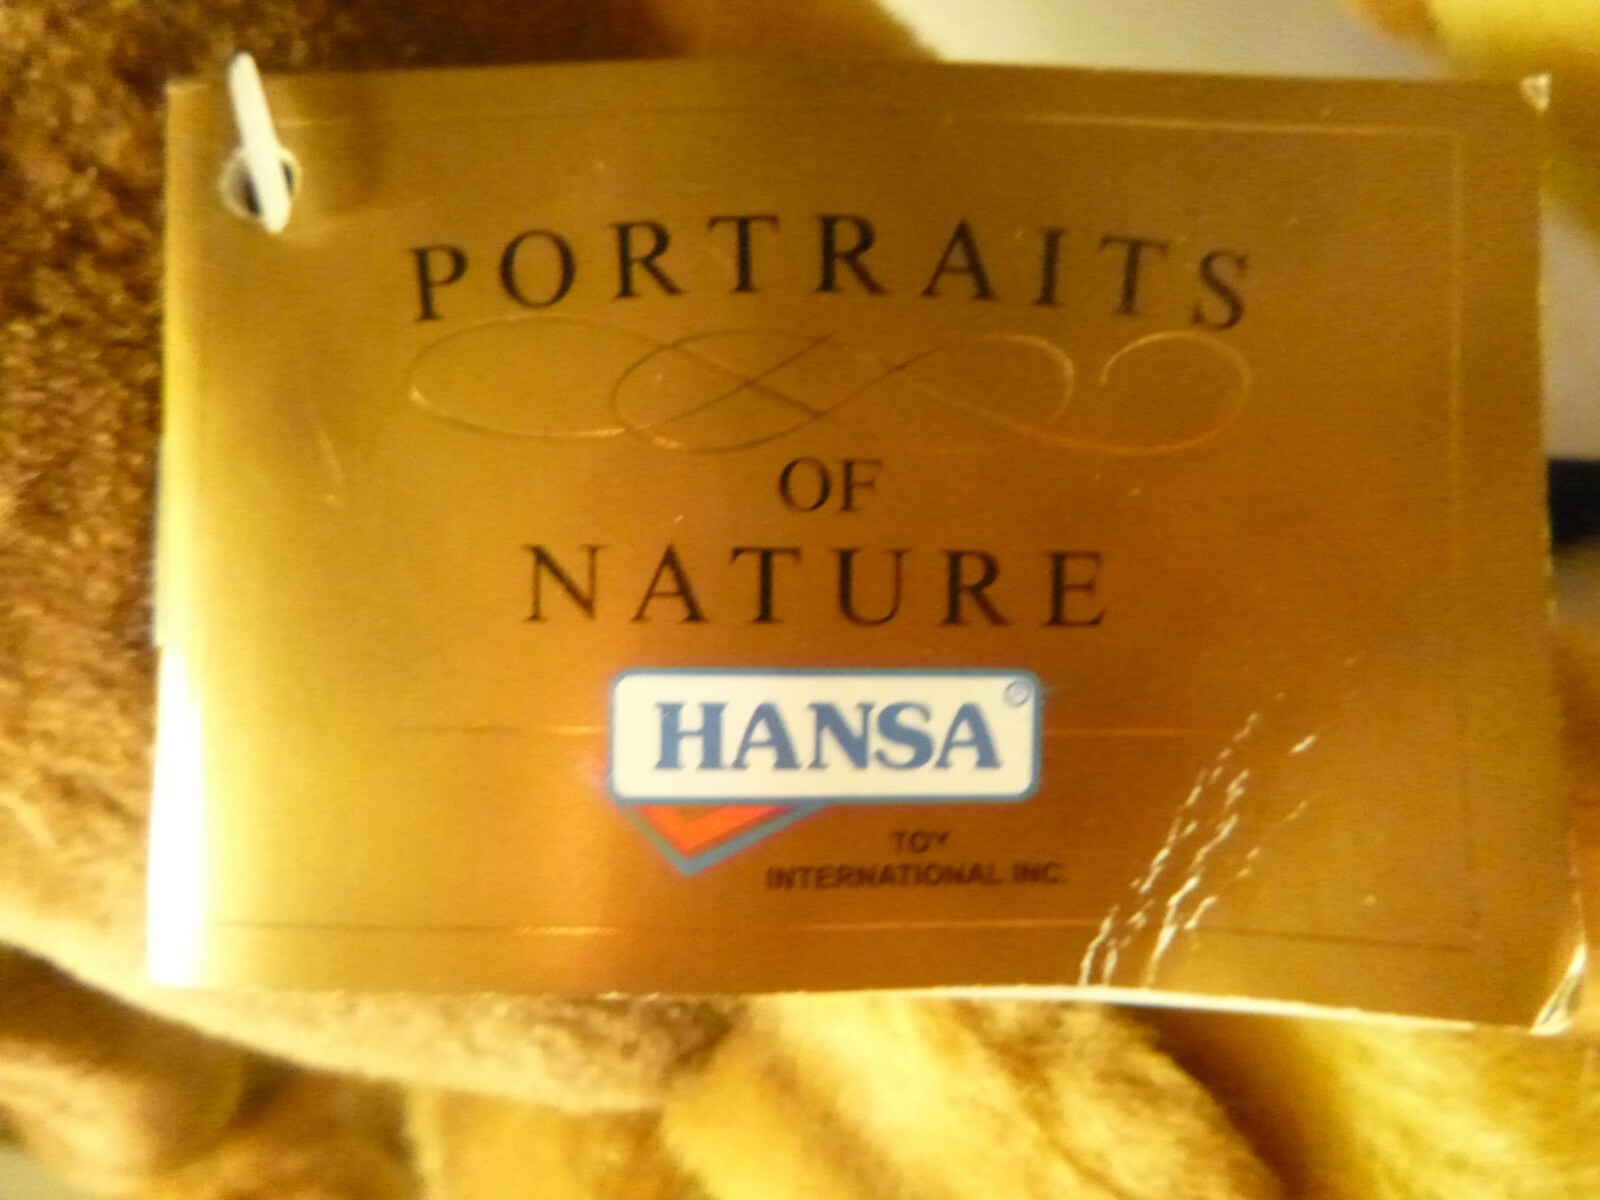 PORTRAITS
OF
NATURE
HANSA©
TOY
INTERNATIONAL INC.